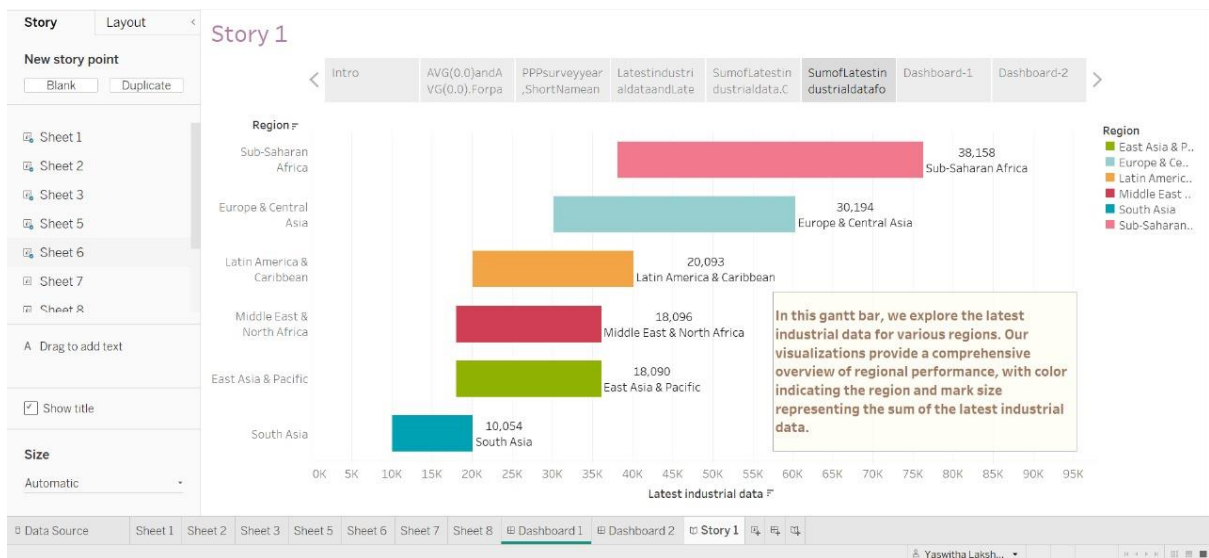 Story
Layout
Story 1
New story point
Blank
Duplicate
Intro
AVG(0.0)andA
VG(0.0).Forpa
PPPsurveyyear
,ShortNamean
Latestindustri
aldataandLate
SumofLatestin
dustrialdata.C
SumofLatestin
dustrialdatafo
Dashboard-1
Dashboard-2
Sheet 1
Sheet 2
Sheet 3
Sheet 5
Sheet 6
Sheet 7
Sheet 8
A Drag to add text
Show title
Size
Automatic
Region
Sub-Saharan
Africa
38,158
Sub-Saharan Africa
Europe & Central
Asia
30,194
Europe & Central Asia
Latin America &
Caribbean
20,093
Latin America & Caribbean
Middle East &
North Africa
18,096
Middle East & North Africa
East Asia & Pacific
18,090
East Asia & Pacific
South Asia
10,054
South Asia
In this gantt bar, we explore the latest
industrial data for various regions. Our
visualizations provide a comprehensive
overview of regional performance, with color
indicating the region and mark size
representing the sum of the latest industrial
data.
0K 5K 10K 15K 20K 25K 30K 35K 40K 45K 50K 55K 60K 65K 70K 75K 80K 85K 90K 95K
Latest industrial data
Region
East Asia & P..
Europe & Ce..
Latin Americ..
Middle East ..
South Asia
Sub-Saharan..
Data Source Sheet 1 Sheet 2 Sheet 3 Sheet 5 Sheet 6 Sheet 7 Sheet 8 Dashboard 1 Dashboard 2 Story 1
Yaswitha Laksh...